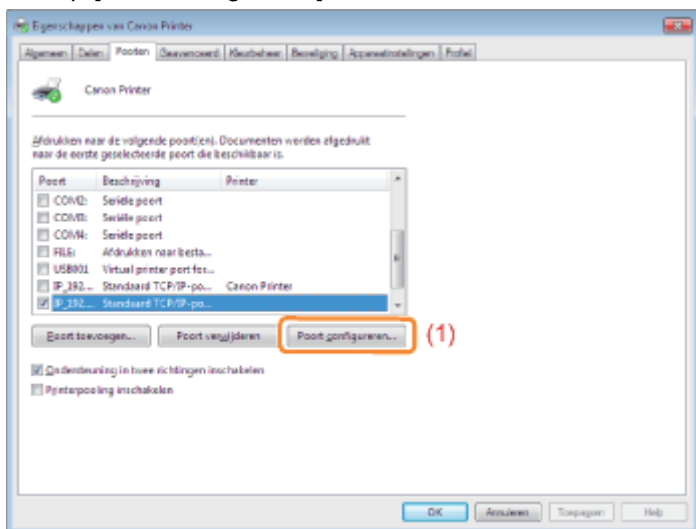 Eigenschappen van Canon Printer
Algemeen Delen Poorten Geavanceerd Kleurbeheer Beveiliging Apparaatinstellingen Profiel
Canon Printer
Afdrukken naar de volgende poort(en). Documenten worden afgedrukt
naar de eerste geselecteerde poort die beschikbaar is.
Poort Beschrijving Printer
COM2: Seriële poort
COM3: Seriële poort
COM4: Seriële poort
FILE: Afdrukken naar besta...
USB001 Virtual printer port for...
IP_192.... Standaard TCP/IP-po... Canon Printer
IP_192.... Standaard TCP/IP-po...
Poort toevoegen... Poort verwijderen Poort configureren... (1)
Ondersteuning in twee richtingen inschakelen
Printerpooling inschakelen
OK Annuleren Toepassen Help